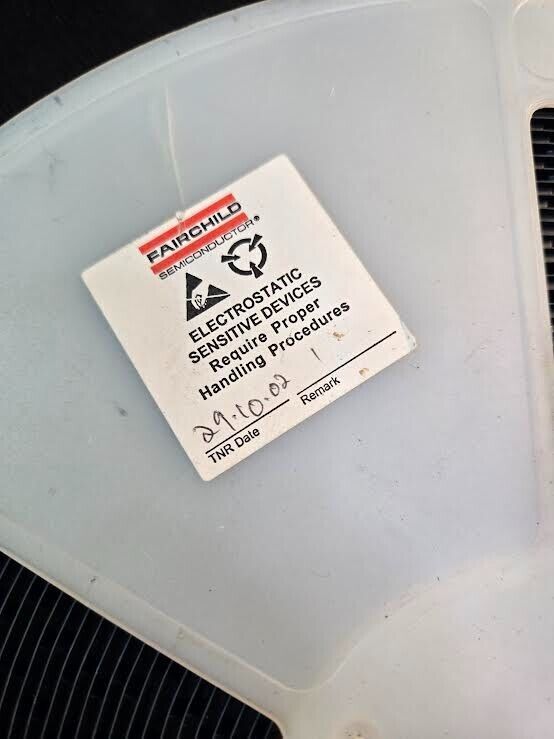 FAIRCHILD
SEMICONDUCTOR®
ELECTROSTATIC
SENSITIVE DEVICES
Require Proper
Handling Procedures
29.10.02 1
TNR Date Remark